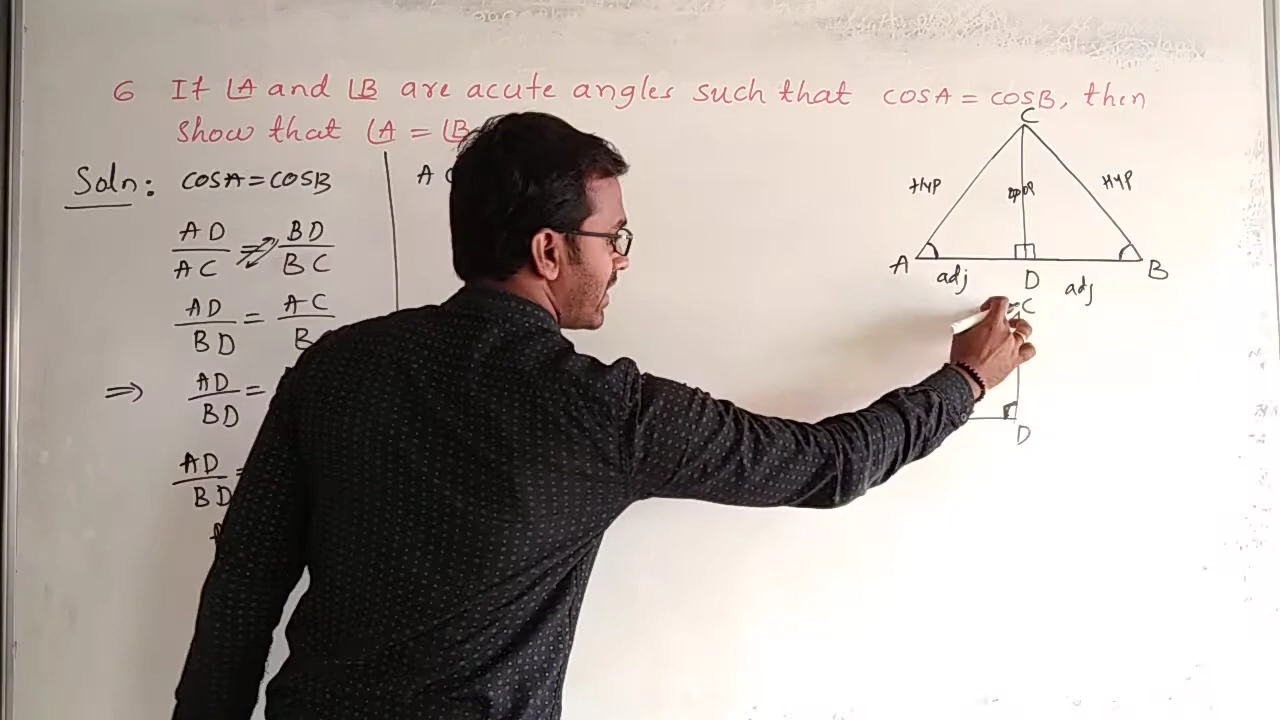 6 If ∠A and ∠B are acute angles such that cosA = cosB, then
show that ∠A = ∠B
Soln: cosA = cosB
AD/AC = BD/BC
AD/BD = AC/B
⇒ AD/BD =
AD/BD =
A C
C
Hyp opp Hyp
A adj D adj B
C
D